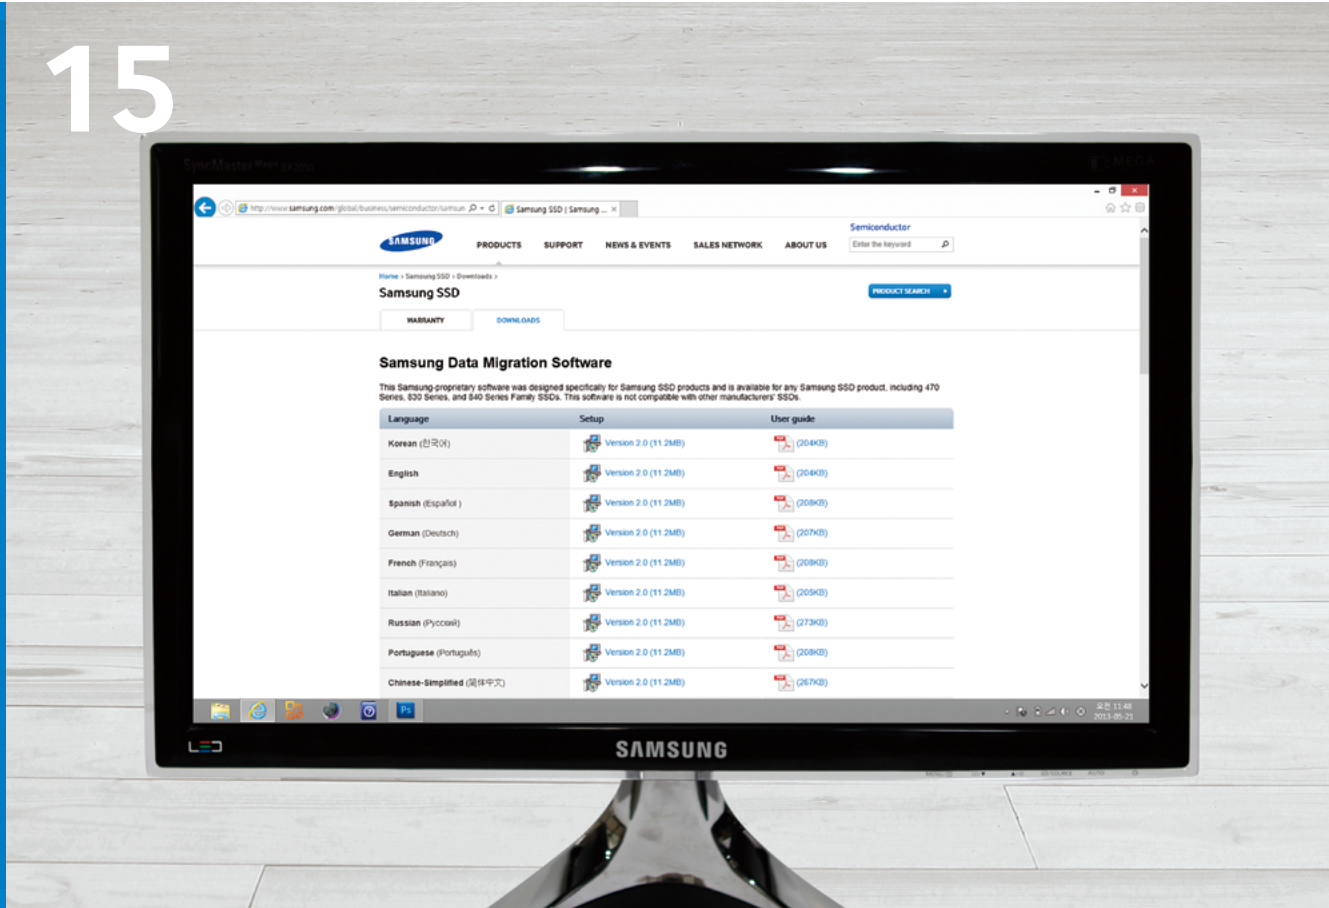 15
SyncMaster Magic BX2050
MEGA
http://www.samsung.com/global/business/semiconductor/samsun
Samsung SSD | Samsung ...
Semiconductor
SAMSUNG
PRODUCTS SUPPORT NEWS & EVENTS SALES NETWORK ABOUT US
Enter the keyword
Home > Samsung SSD > Downloads >
Samsung SSD
PRODUCT SEARCH
WARRANTY DOWNLOADS
Samsung Data Migration Software
This Samsung-proprietary software was designed specifically for Samsung SSD products and is available for any Samsung SSD product, including 470
Series, 830 Series, and 840 Series Family SSDs. This software is not compatible with other manufacturers' SSDs.
Language Setup User guide
Korean (한국어) Version 2.0 (11.2MB) (204KB)
English Version 2.0 (11.2MB) (204KB)
Spanish (Español ) Version 2.0 (11.2MB) (208KB)
German (Deutsch) Version 2.0 (11.2MB) (207KB)
French (Français) Version 2.0 (11.2MB) (208KB)
Italian (Italiano) Version 2.0 (11.2MB) (205KB)
Russian (Русский) Version 2.0 (11.2MB) (273KB)
Portuguese (Português) Version 2.0 (11.2MB) (208KB)
Chinese-Simplified (简体中文) Version 2.0 (11.2MB) (267KB)
Ps
오전 11:48
2013-05-21
LED
SAMSUNG
AUTO